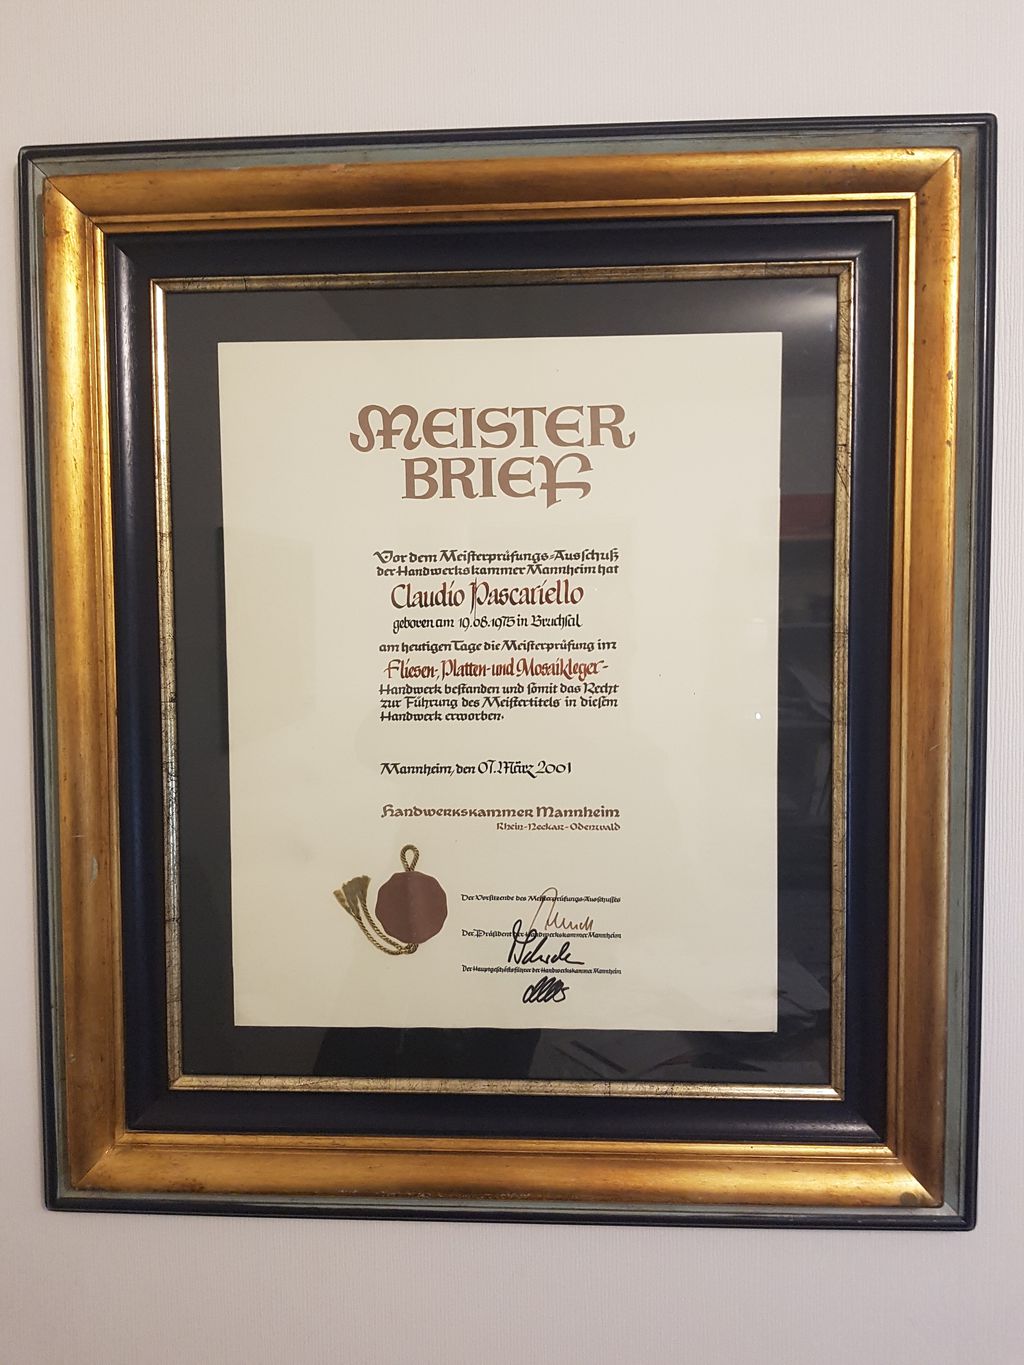 MEISTER
BRIEF
Vor dem Meisterprüfungs-Ausschuß
der Handwerkskammer Mannheim hat
Claudio Pascariello
geboren am 19.08.1975 in Bruchsal
am heutigen Tage die Meisterprüfung im
Fliesen-, Platten- und Mosaikleger-
Handwerk bestanden und somit das Recht
zur Führung des Meistertitels in diesem
Handwerk erworben.
Mannheim, den 07. März 2001
Handwerkskammer Mannheim
Rhein-Neckar-Odenwald
Der Vorsitzende des Meisterprüfungs-Ausschusses
Der Präsident der Handwerkskammer Mannheim
Der Hauptgeschäftsführer der Handwerkskammer Mannheim